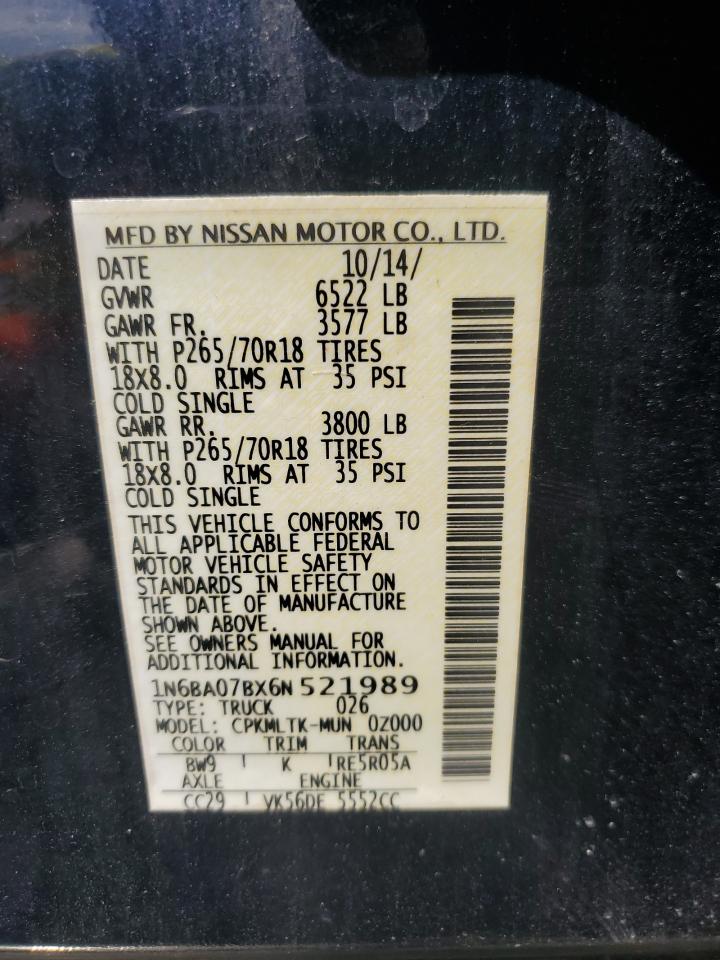 MFD BY NISSAN MOTOR CO., LTD.
DATE 10/14/
GVWR 6522 LB
GAWR FR. 3577 LB
WITH P265/70R18 TIRES
18X8.0 RIMS AT 35 PSI
COLD SINGLE
GAWR RR. 3800 LB
WITH P265/70R18 TIRES
18X8.0 RIMS AT 35 PSI
COLD SINGLE
THIS VEHICLE CONFORMS TO
ALL APPLICABLE FEDERAL
MOTOR VEHICLE SAFETY
STANDARDS IN EFFECT ON
THE DATE OF MANUFACTURE
SHOWN ABOVE.
SEE OWNERS MANUAL FOR
ADDITIONAL INFORMATION.
1N6BA07BX6N 521989
TYPE: TRUCK 026
MODEL: CPKMLTK-MUN 0Z000
COLOR TRIM TRANS
BW9 K RE5R05A
AXLE ENGINE
CC29 VK56DE 5552CC